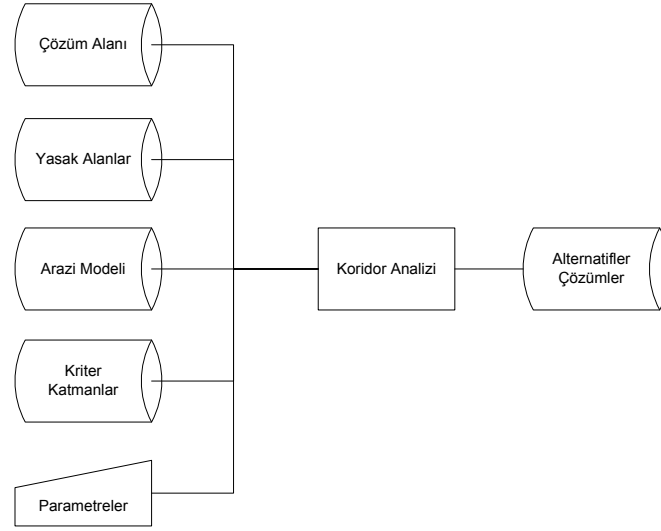 Çözüm Alanı
Yasak Alanlar
Arazi Modeli
Kriter
Katmanlar
Parametreler
Koridor Analizi
Alternatifler
Çözümler